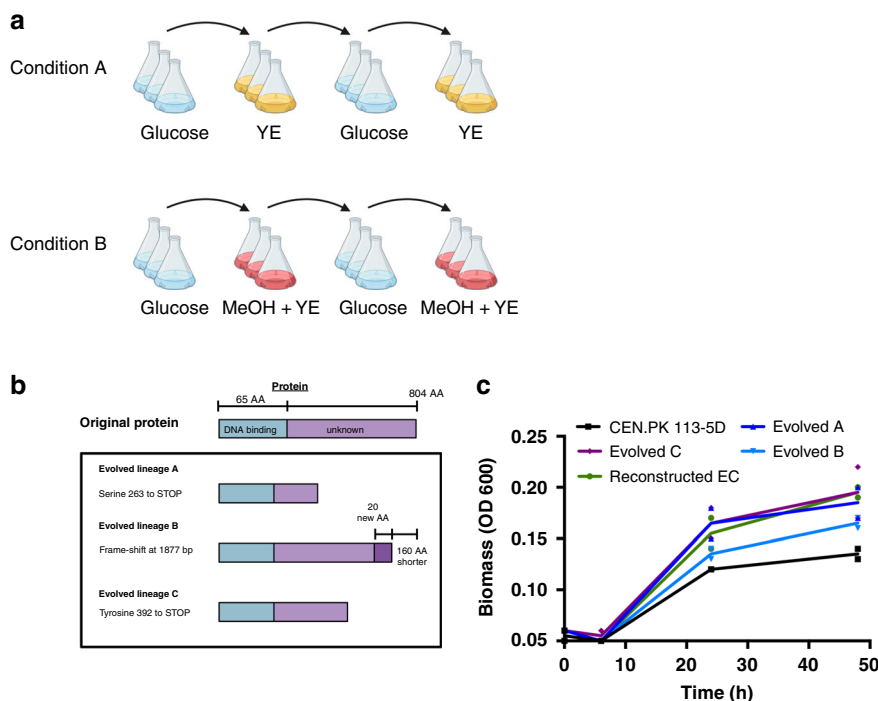 a
Condition A
Glucose YE Glucose YE
Condition B
Glucose MeOH + YE Glucose MeOH + YE
b
Protein
65 AA
804 AA
Original protein
DNA binding
unknown
Evolved lineage A
Serine 263 to STOP
Evolved lineage B
20
new AA
Frame-shift at 1877 bp
160 AA
shorter
Evolved lineage C
Tyrosine 392 to STOP
c
CEN.PK 113-5D
Evolved A
Evolved C
Evolved B
Reconstructed EC
0.25
0.20
0.15
0.10
0.05
Biomass (OD 600)
0 10 20 30 40 50
Time (h)